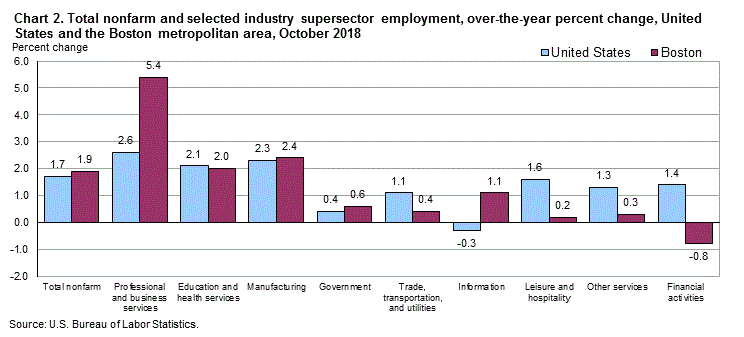 Chart 2. Total nonfarm and selected industry supersector employment, over-the-year percent change, United
States and the Boston metropolitan area, October 2018
Percent change
United States Boston
6.0
5.0
4.0
3.0
2.0
1.0
0.0
-1.0
-2.0
1.7 1.9
2.6 5.4
2.1 2.0
2.3 2.4
0.4 0.6
1.1 0.4
-0.3 1.1
1.6 0.2
1.3 0.3
1.4 -0.8
Total nonfarm
Professional
and business
services
Education and
health services
Manufacturing
Government
Trade,
transportation,
and utilities
Information
Leisure and
hospitality
Other services
Financial
activities
Source: U.S. Bureau of Labor Statistics.